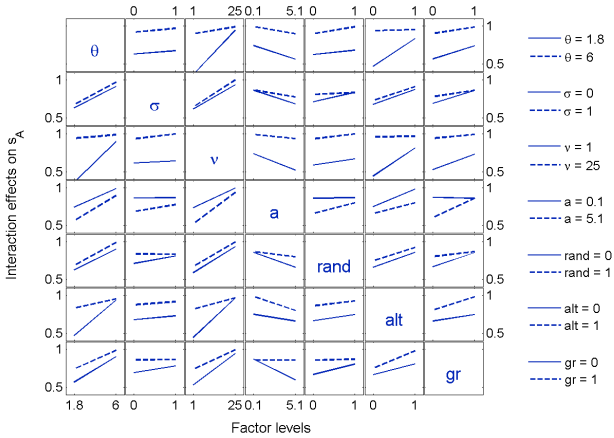 0 1 1 25 0.1 5.1 0 1 0 1 0 1
θ
θ = 1.8
θ = 6
1
0.5
σ
σ = 0
σ = 1
1
0.5
ν
ν = 1
ν = 25
1
0.5
a
a = 0.1
a = 5.1
1
0.5
rand
rand = 0
rand = 1
1
0.5
alt
alt = 0
alt = 1
1
0.5
gr
gr = 0
gr = 1
1
0.5
1.8 6 0 1 1 25 0.1 5.1 0 1 0 1 0 1
Factor levels
Interaction effects on s_A